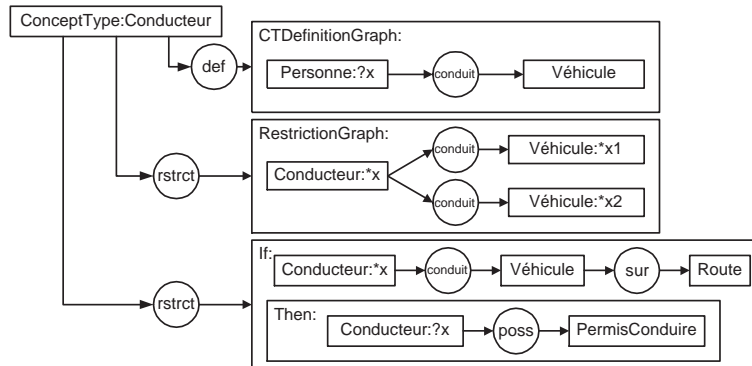 ConceptType:Conducteur
def
CTDefinitionGraph:
Personne:?x conduit Véhicule
rstrct
RestrictionGraph:
Conducteur:*x
conduit Véhicule:*x1
conduit Véhicule:*x2
rstrct
If:
Conducteur:*x conduit Véhicule sur Route
Then:
Conducteur:?x poss PermisConduire